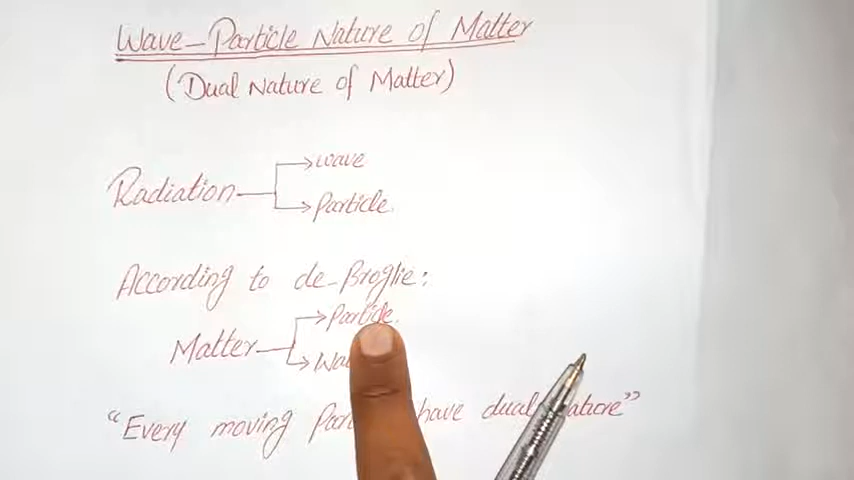 Wave-Particle Nature of Matter
(Dual Nature of Matter)
Radiation wave
Particle.
According to de-Broglie:
Particle.
Matter
"Every moving have dual nature"